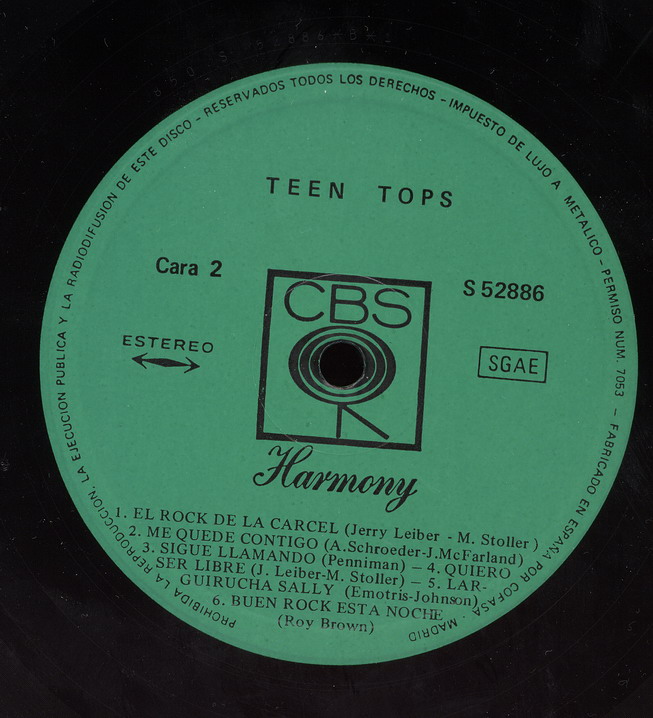 TEEN TOPS
Cara 2
S 52886
CBS
ESTEREO
SGAE
Harmony
1. EL ROCK DE LA CARCEL (Jerry Leiber - M. Stoller )
2. ME QUEDE CONTIGO (A.Schroeder-J.McFarland)
3. SIGUE LLAMANDO (Penniman) – 4. QUIERO
SER LIBRE (J. Leiber-M. Stoller) – 5. LAR-
GUIRUCHA SALLY (Emotris-Johnson)
6. BUEN ROCK ESTA NOCHE
(Roy Brown)
PROHIBIDA LA REPRODUCCION, LA EJECUCION PUBLICA Y LA RADIODIFUSION DE ESTE DISCO – RESERVADOS TODOS LOS DERECHOS – IMPUESTO DE LUJO A METALICO – PERMISO NUM. 7053 – FABRICADO EN ESPAÑA POR COFASA . MADRID